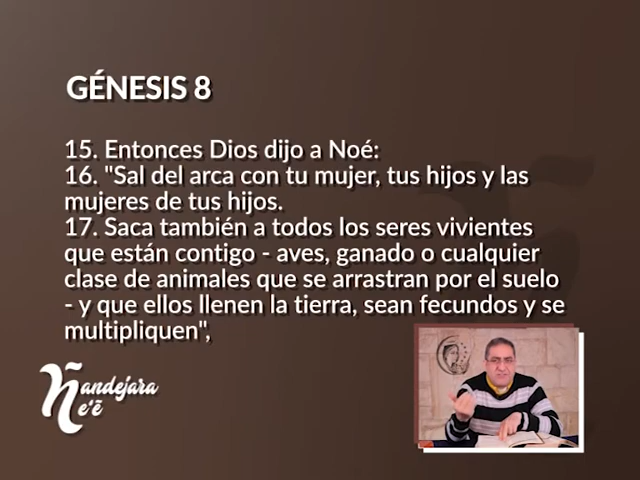 GÉNESIS 8
15. Entonces Dios dijo a Noé:
16. "Sal del arca con tu mujer, tus hijos y las
mujeres de tus hijos.
17. Saca también a todos los seres vivientes
que están contigo - aves, ganado o cualquier
clase de animales que se arrastran por el suelo
- y que ellos llenen la tierra, sean fecundos y se
multipliquen",
Ñandejara
Ñe'ẽ